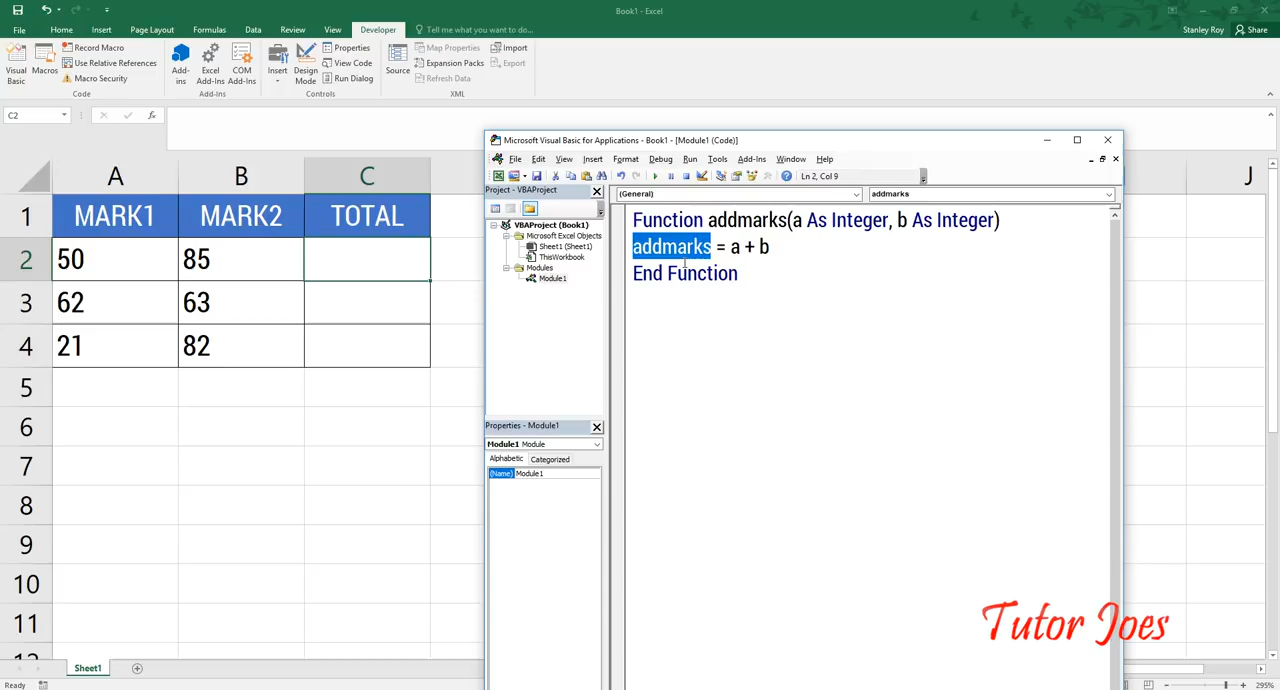 Book1 - Excel
File Home Insert Page Layout Formulas Data Review View Developer Tell me what you want to do... Stanley Roy Share
Visual Basic
Macros
Record Macro
Use Relative References
Macro Security
Code
Add-ins
Excel Add-Ins
COM Add-Ins
Add-Ins
Insert
Design Mode
Properties
View Code
Run Dialog
Controls
Source
Map Properties
Expansion Packs
Refresh Data
Import
Export
XML
C2 fx
A B C J
1 MARK1 MARK2 TOTAL
2 50 85
3 62 63
4 21 82
5
6
7
8
9
10
11
Microsoft Visual Basic for Applications - Book1 - [Module1 (Code)]
File Edit View Insert Format Debug Run Tools Add-Ins Window Help
Ln 2, Col 9
Project - VBAProject
VBAProject (Book1)
Microsoft Excel Objects
Sheet1 (Sheet1)
ThisWorkbook
Modules
Module1
Properties - Module1
Module1 Module
Alphabetic Categorized
(Name) Module1
(General) addmarks
Function addmarks(a As Integer, b As Integer)
addmarks = a + b
End Function
Tutor Joes
Sheet1
Ready 295%